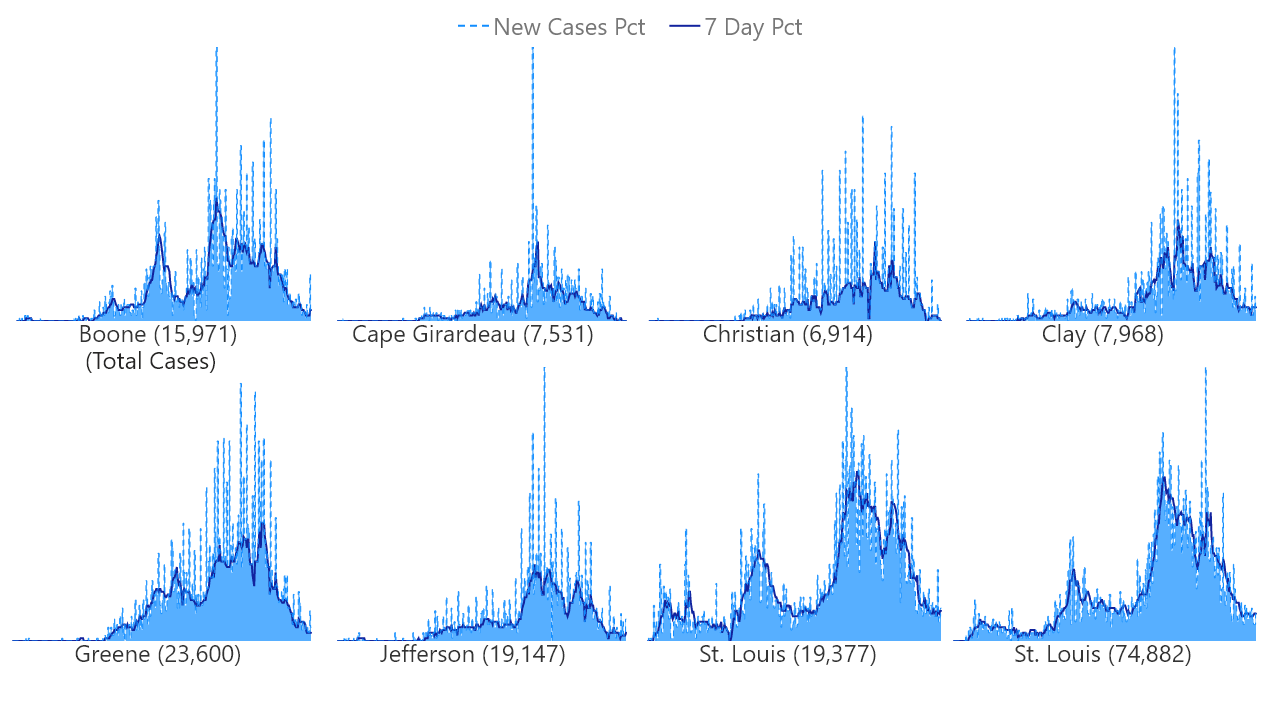 New Cases Pct 7 Day Pct
Boone (15,971) Cape Girardeau (7,531) Christian (6,914) Clay (7,968)
(Total Cases)
Greene (23,600) Jefferson (19,147) St. Louis (19,377) St. Louis (74,882)